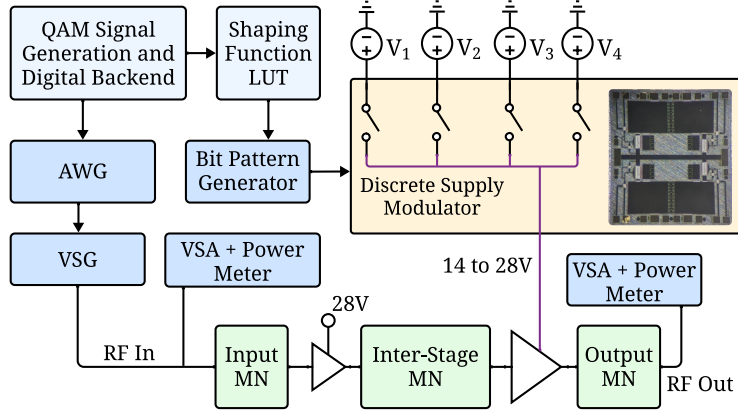 QAM Signal
Generation and
Digital Backend
Shaping
Function
LUT
V1
V2
V3
V4
AWG
Bit Pattern
Generator
Discrete Supply
Modulator
VSG
VSA + Power
Meter
14 to 28V
VSA + Power
Meter
28V
RF In
Input
MN
Inter-Stage
MN
Output
MN
RF Out